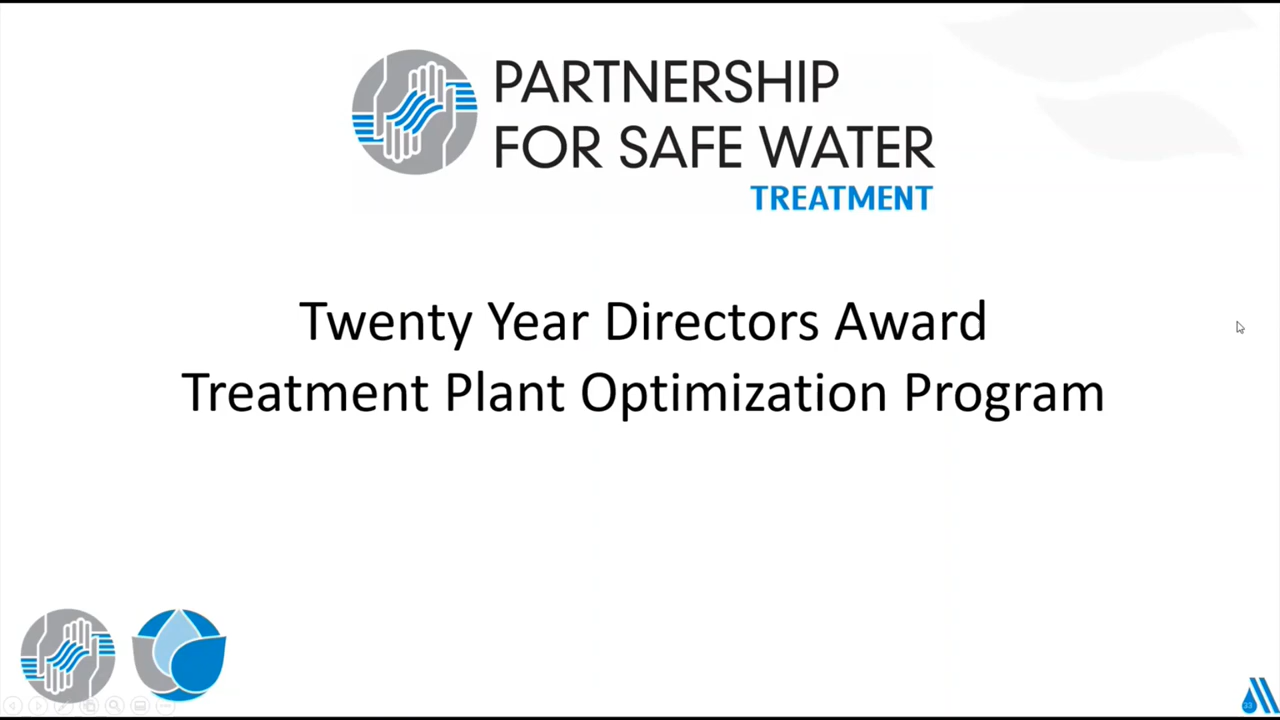 PARTNERSHIP
FOR SAFE WATER
TREATMENT
Twenty Year Directors Award
Treatment Plant Optimization Program